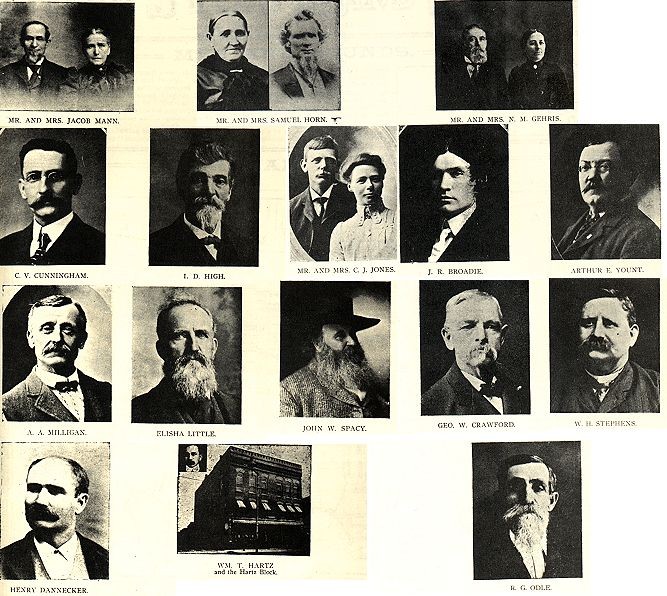 MR. AND MRS. JACOB MANN.
MR. AND MRS. SAMUEL HORN.
MR. AND MRS. N. M. GEHRIS.
C. V. CUNNINGHAM.
I. D. HIGH.
MR. AND MRS. C. J. JONES.
J. R. BROADIE.
ARTHUR E. YOUNT.
A. A. MILLIGAN.
ELISHA LITTLE.
JOHN W. SPACY.
GEO. W. CRAWFORD.
W. H. STEPHENS.
HENRY DANNECKER.
WM. T. HARTZ
and the Hartz Block.
R. G. ODLE.